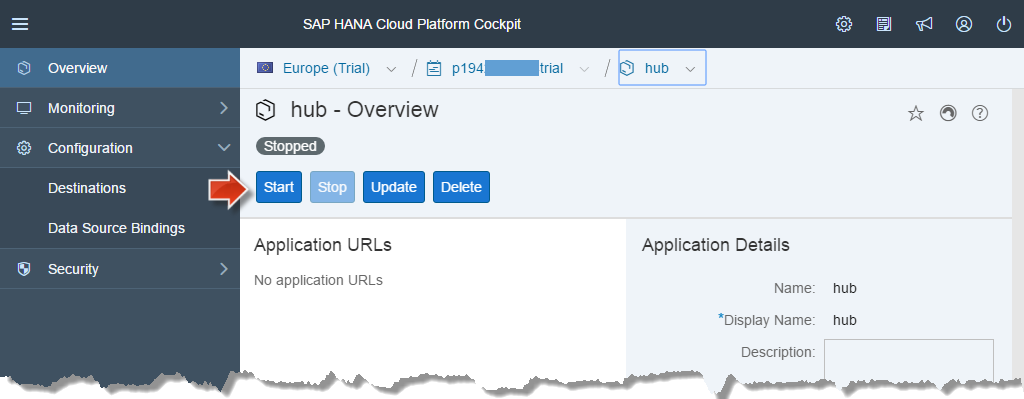 SAP HANA Cloud Platform Cockpit
Overview
Monitoring
Configuration
Destinations
Data Source Bindings
Security
Europe (Trial) / p194 trial / hub
hub - Overview
Stopped
Start Stop Update Delete
Application URLs
No application URLs
Application Details
Name: hub
*Display Name: hub
Description: